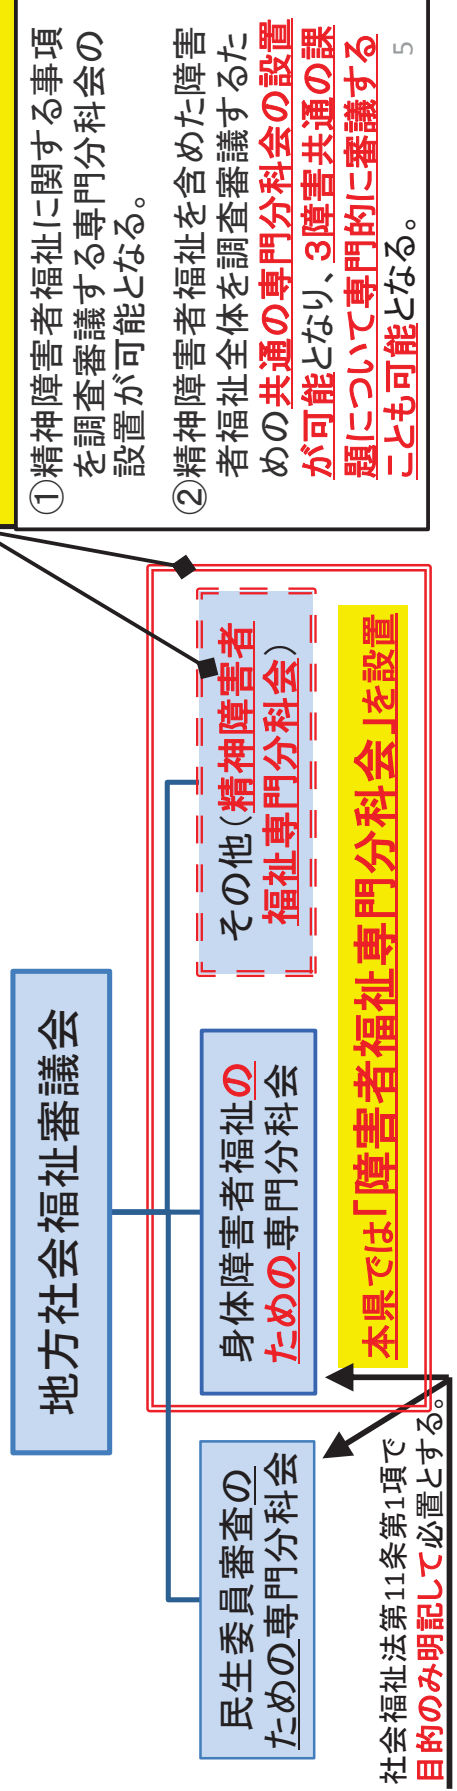 地方社会福祉審議会
民生委員審査の
ための専門分科会
身体障害者福祉の
ための専門分科会
その他(精神障害者
福祉専門分科会)
本県では「障害者福祉専門分科会」を設置
社会福祉法第11条第1項で
目的のみ明記して必置とする。
①精神障害者福祉に関する事項
を調査審議する専門分科会の
設置が可能となる。
②精神障害者福祉を含めた障害
者福祉全体を調査審議するた
めの共通の専門分科会の設置
が可能となり、3障害共通の課
題について専門的に審議する
ことも可能となる。
5